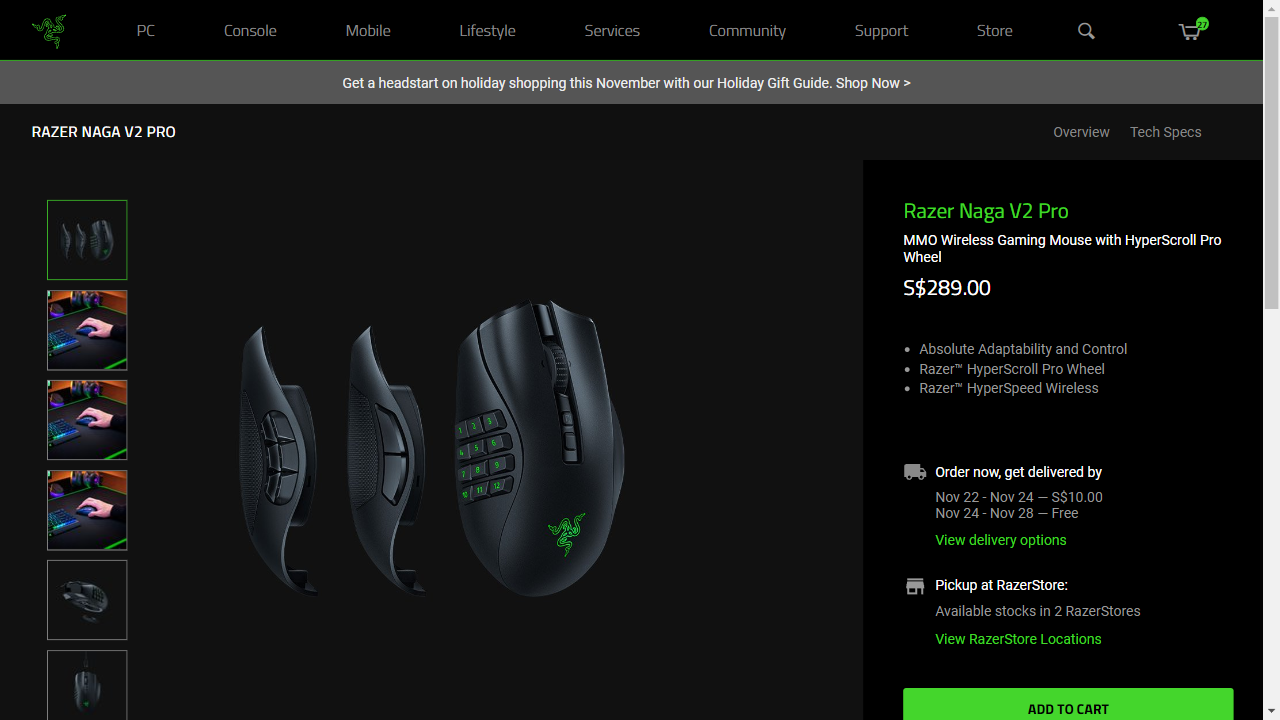 PC
Console
Mobile
Lifestyle
Services
Community
Support
Store
27
Get a headstart on holiday shopping this November with our Holiday Gift Guide. Shop Now >
RAZER NAGA V2 PRO
Overview
Tech Specs
Razer Naga V2 Pro
MMO Wireless Gaming Mouse with HyperScroll Pro
Wheel
S$289.00
Absolute Adaptability and Control
Razer™ HyperScroll Pro Wheel
Razer™ HyperSpeed Wireless
1 2 3
4 5 6
7 8 9
10 11 12
Order now, get delivered by
Nov 22 - Nov 24 — S$10.00
Nov 24 - Nov 28 — Free
View delivery options
Pickup at RazerStore:
Available stocks in 2 RazerStores
View RazerStore Locations
ADD TO CART